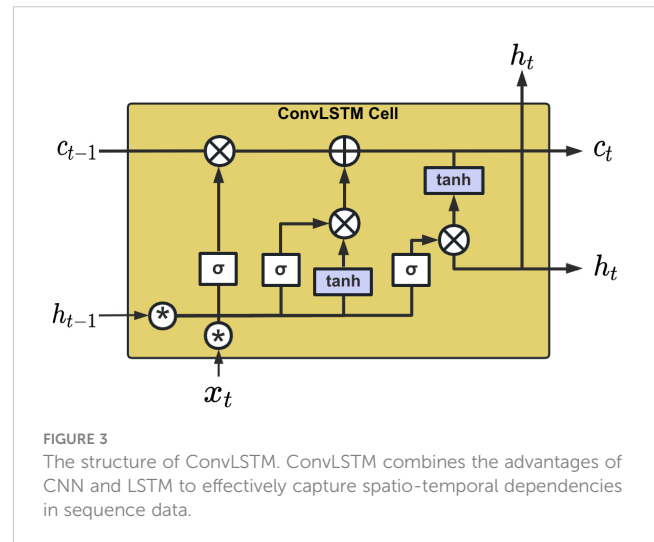 h_t
ConvLSTM Cell
c_{t-1} c_t
tanh
σ σ σ
tanh
h_t
h_{t-1} *
*
x_t
FIGURE 3
The structure of ConvLSTM. ConvLSTM combines the advantages of
CNN and LSTM to effectively capture spatio-temporal dependencies
in sequence data.